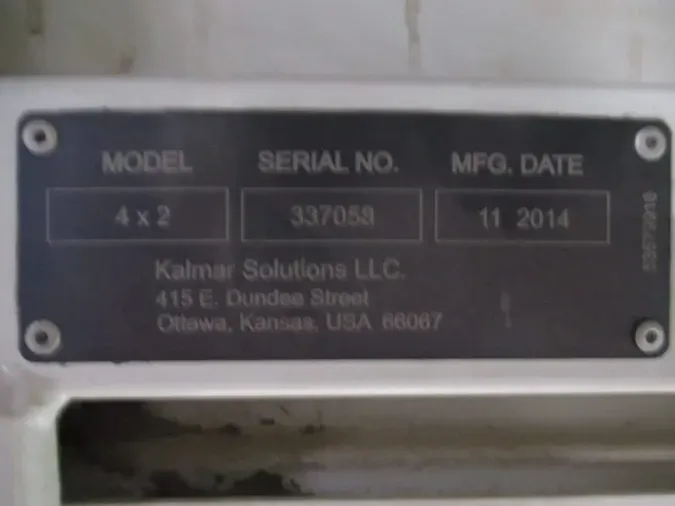 MODEL SERIAL NO. MFG. DATE
4 x 2 337058 11 2014
Kalmar Solutions LLC.
415 E. Dundee Street
Ottawa, Kansas, USA 66067